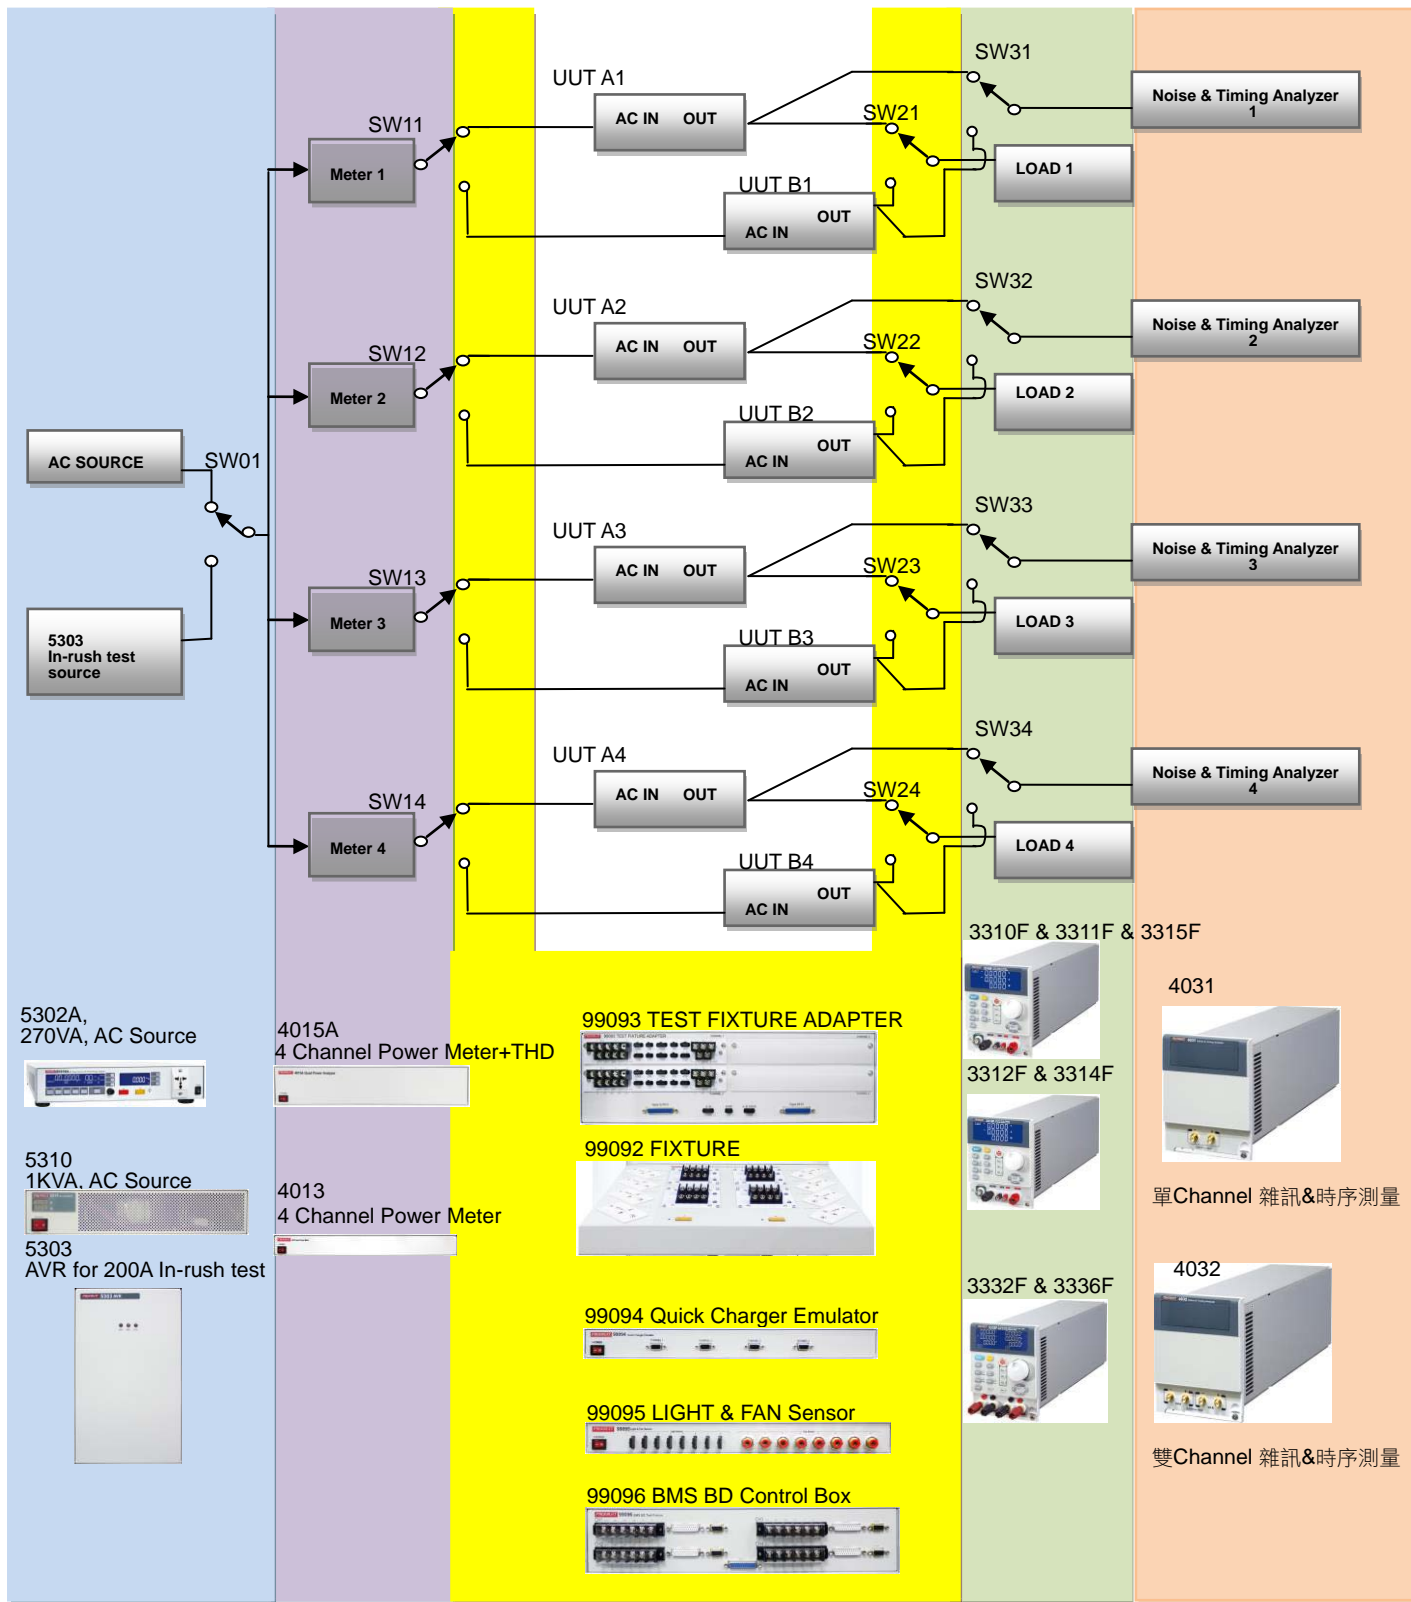 SW31
UUT A1
Noise & Timing Analyzer
1
AC IN OUT
SW21
SW11
Meter 1
LOAD 1
UUT B1
OUT
AC IN
SW32
UUT A2
Noise & Timing Analyzer
2
AC IN OUT
SW22
SW12
Meter 2
LOAD 2
UUT B2
OUT
AC IN
AC SOURCE
SW01
SW33
UUT A3
Noise & Timing Analyzer
3
AC IN OUT
SW23
SW13
Meter 3
LOAD 3
UUT B3
OUT
AC IN
5303
In-rush test
source
SW34
UUT A4
Noise & Timing Analyzer
4
AC IN OUT
SW24
SW14
Meter 4
LOAD 4
UUT B4
OUT
AC IN
5302A,
270VA, AC Source
5310
1KVA, AC Source
5303
AVR for 200A In-rush test
4015A
4 Channel Power Meter+THD
4013
4 Channel Power Meter
99093 TEST FIXTURE ADAPTER
99092 FIXTURE
99094 Quick Charger Emulator
99095 LIGHT & FAN Sensor
99096 BMS BD Control Box
3310F & 3311F & 3315F
3312F & 3314F
3332F & 3336F
4031
單Channel 雜訊&時序測量
4032
雙Channel 雜訊&時序測量